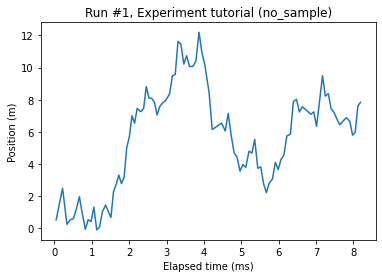 Run #1, Experiment tutorial (no_sample)
Position (m)
12
10
8
6
4
2
0
0 1 2 3 4 5 6 7 8
Elapsed time (ms)